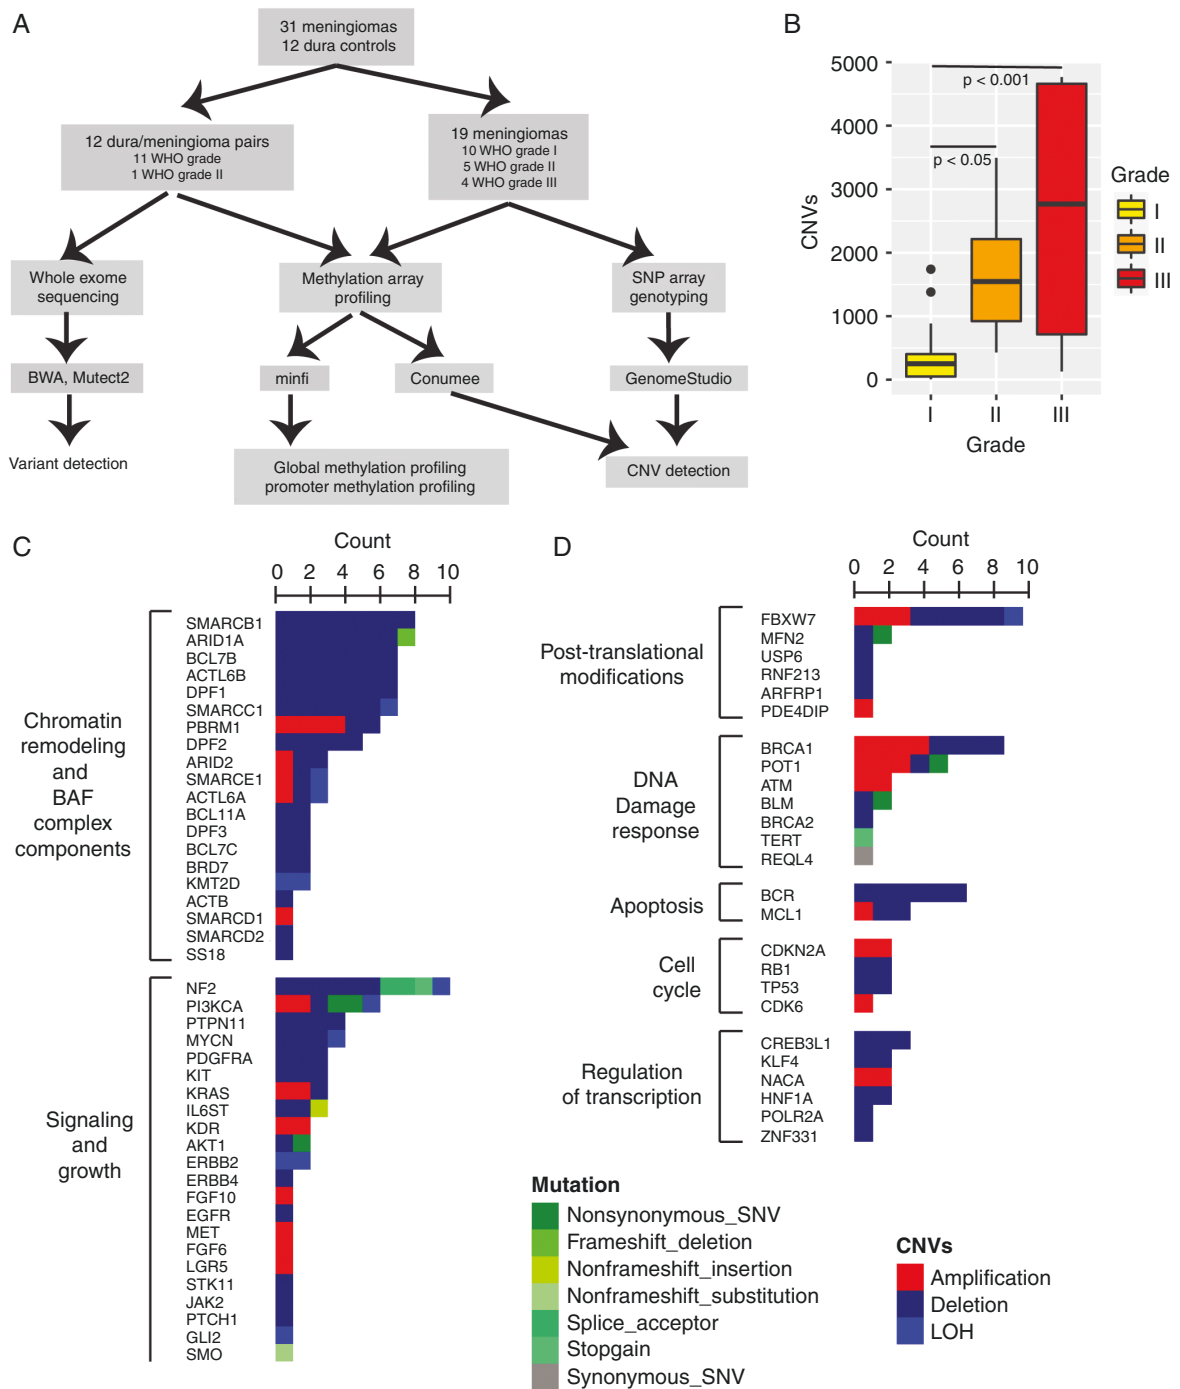 A
31 meningiomas
12 dura controls
12 dura/meningioma pairs
11 WHO grade
1 WHO grade II
19 meningiomas
10 WHO grade I
5 WHO grade II
4 WHO grade III
Whole exome
sequencing
Methylation array
profiling
SNP array
genotyping
BWA, Mutect2
minfi
Conumee
GenomeStudio
Variant detection
Global methylation profiling
promoter methylation profiling
CNV detection
B
5000
4000
3000
2000
1000
0
CNVs
p < 0.001
p < 0.05
I
II
III
Grade
Grade
I
II
III
C
Count
0 2 4 6 8 10
Chromatin
remodeling
and
BAF
complex
components
SMARCB1
ARID1A
BCL7B
ACTL6B
DPF1
SMARCC1
PBRM1
DPF2
ARID2
SMARCE1
ACTL6A
BCL11A
DPF3
BCL7C
BRD7
KMT2D
ACTB
SMARCD1
SMARCD2
SS18
Signaling
and
growth
NF2
PI3KCA
PTPN11
MYCN
PDGFRA
KIT
KRAS
IL6ST
KDR
AKT1
ERBB2
ERBB4
FGF10
EGFR
MET
FGF6
LGR5
STK11
JAK2
PTCH1
GLI2
SMO
D
Count
0 2 4 6 8 10
Post-translational
modifications
FBXW7
MFN2
USP6
RNF213
ARFRP1
PDE4DIP
DNA
Damage
response
BRCA1
POT1
ATM
BLM
BRCA2
TERT
REQL4
Apoptosis
BCR
MCL1
Cell
cycle
CDKN2A
RB1
TP53
CDK6
Regulation
of transcription
CREB3L1
KLF4
NACA
HNF1A
POLR2A
ZNF331
Mutation
Nonsynonymous_SNV
Frameshift_deletion
Nonframeshift_insertion
Nonframeshift_substitution
Splice_acceptor
Stopgain
Synonymous_SNV
CNVs
Amplification
Deletion
LOH